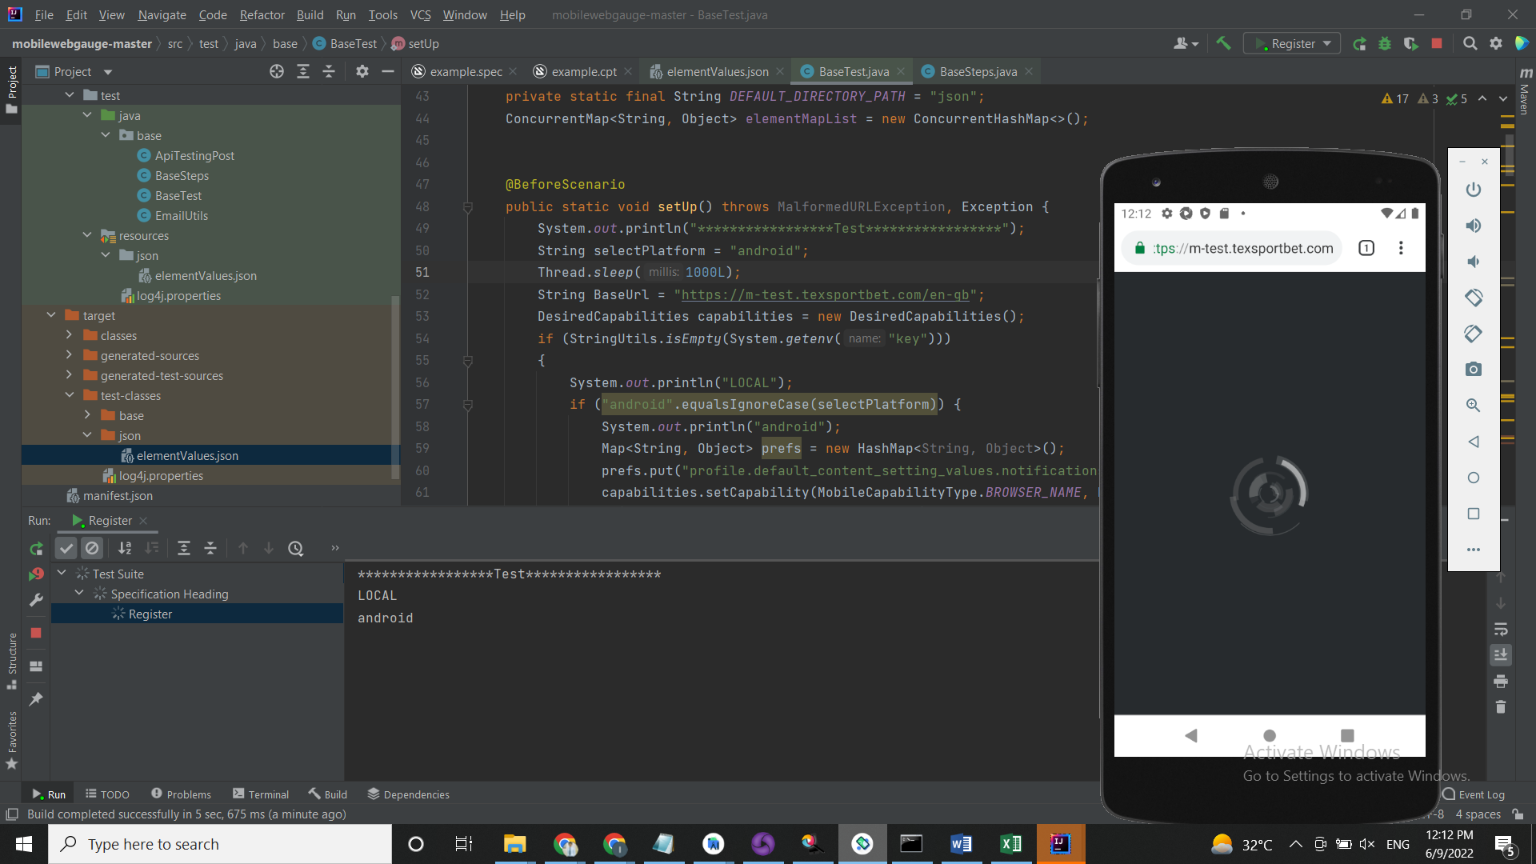 File Edit View Navigate Code Refactor Build Run Tools VCS Window Help mobilewebgauge-master - BaseTest.java
mobilewebgauge-master src test java base BaseTest setUp
Register
Project
example.spec example.cpt elementValues.json BaseTest.java BaseSteps.java
Project
Maven
test
java
base
ApiTestingPost
BaseSteps
BaseTest
EmailUtils
resources
json
elementValues.json
log4j.properties
target
classes
generated-sources
generated-test-sources
test-classes
base
json
elementValues.json
log4j.properties
manifest.json
17 3 5
43 private static final String DEFAULT_DIRECTORY_PATH = "json";
44 ConcurrentMap<String, Object> elementMapList = new ConcurrentHashMap<>();
45
46
47 @BeforeScenario
48 public static void setUp() throws MalformedURLException, Exception {
49 System.out.println("*****************Test*****************");
50 String selectPlatform = "android";
51 Thread.sleep( millis: 1000L);
52 String BaseUrl = "https://m-test.texsportbet.com/en-gb";
53 DesiredCapabilities capabilities = new DesiredCapabilities();
54 if (StringUtils.isEmpty(System.getenv( name: "key")))
55 {
56 System.out.println("LOCAL");
57 if ("android".equalsIgnoreCase(selectPlatform)) {
58 System.out.println("android");
59 Map<String, Object> prefs = new HashMap<String, Object>();
60 prefs.put("profile.default_content_setting_values.notification
61 capabilities.setCapability(MobileCapabilityType.BROWSER_NAME,
12:12
:tps://m-test.texsportbet.com 1
Run: Register
Test Suite
Specification Heading
Register
*****************Test*****************
LOCAL
android
Structure
Favorites
Activate Windows
Go to Settings to activate Windows.
Run TODO Problems Terminal Build Dependencies Event Log
Build completed successfully in 5 sec, 675 ms (a minute ago)
4 spaces
Type here to search
32°C ENG
12:12 PM
6/9/2022
5